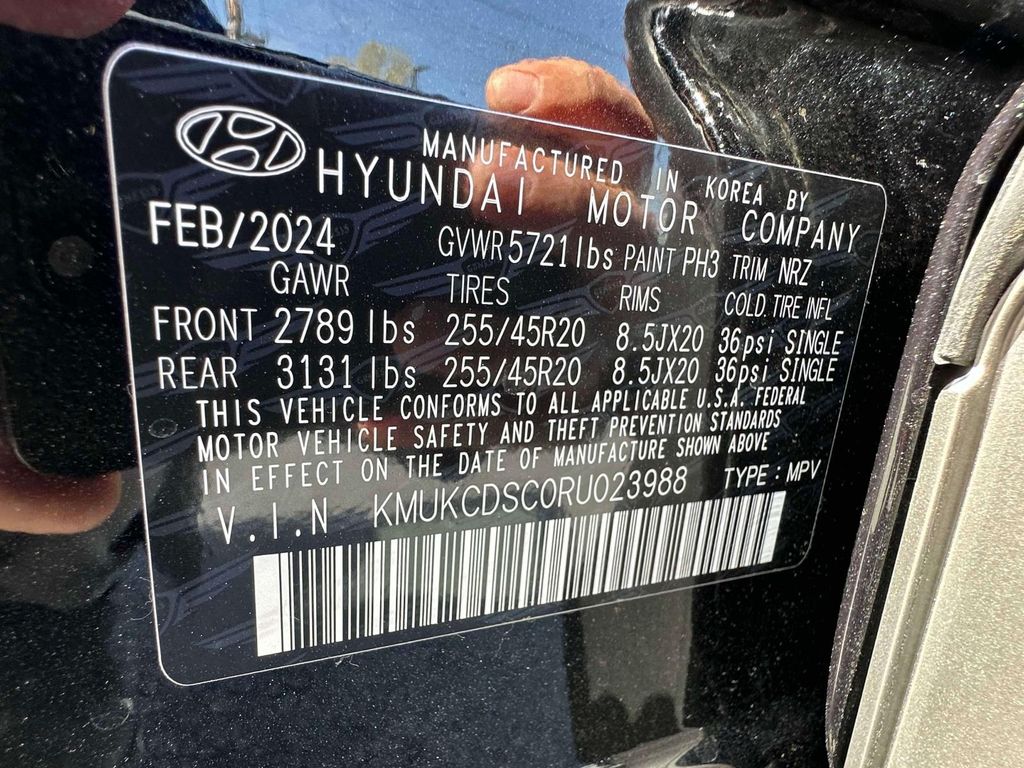 MANUFACTURED IN KOREA BY
HYUNDAI MOTOR COMPANY
FEB/2024 GVWR 5721 lbs PAINT PH3 TRIM NRZ
GAWR TIRES RIMS COLD TIRE INFL
FRONT 2789 lbs 255/45R20 8.5JX20 36psi SINGLE
REAR 3131 lbs 255/45R20 8.5JX20 36psi SINGLE
THIS VEHICLE CONFORMS TO ALL APPLICABLE U.S.A. FEDERAL
MOTOR VEHICLE SAFETY AND THEFT PREVENTION STANDARDS
IN EFFECT ON THE DATE OF MANUFACTURE SHOWN ABOVE
V.I.N KMUKCDSC0RU023988 TYPE : MPV